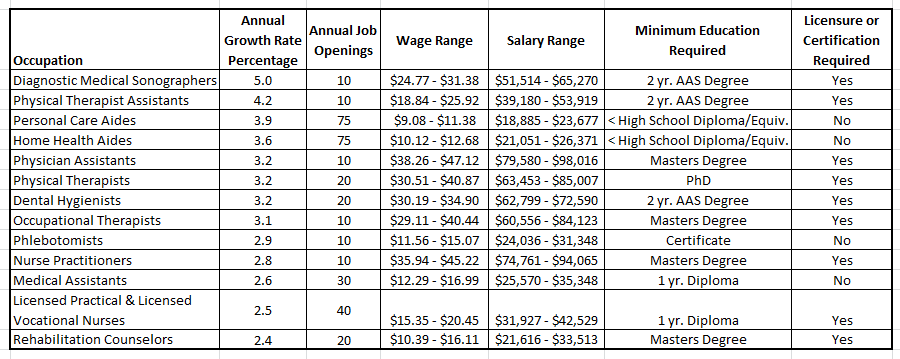 Occupation Annual Growth Rate Percentage Annual Job Openings Wage Range Salary Range Minimum Education Required Licensure or Certification Required
Diagnostic Medical Sonographers 5.0 10 $24.77 - $31.38 $51,514 - $65,270 2 yr. AAS Degree Yes
Physical Therapist Assistants 4.2 10 $18.84 - $25.92 $39,180 - $53,919 2 yr. AAS Degree Yes
Personal Care Aides 3.9 75 $9.08 - $11.38 $18,885 - $23,677 < High School Diploma/Equiv. No
Home Health Aides 3.6 75 $10.12 - $12.68 $21,051 - $26,371 < High School Diploma/Equiv. No
Physician Assistants 3.2 10 $38.26 - $47.12 $79,580 - $98,016 Masters Degree Yes
Physical Therapists 3.2 20 $30.51 - $40.87 $63,453 - $85,007 PhD Yes
Dental Hygienists 3.2 20 $30.19 - $34.90 $62,799 - $72,590 2 yr. AAS Degree Yes
Occupational Therapists 3.1 10 $29.11 - $40.44 $60,556 - $84,123 Masters Degree Yes
Phlebotomists 2.9 10 $11.56 - $15.07 $24,036 - $31,348 Certificate No
Nurse Practitioners 2.8 10 $35.94 - $45.22 $74,761 - $94,065 Masters Degree Yes
Medical Assistants 2.6 30 $12.29 - $16.99 $25,570 - $35,348 1 yr. Diploma No
Licensed Practical & Licensed
Vocational Nurses 2.5 40 $15.35 - $20.45 $31,927 - $42,529 1 yr. Diploma Yes
Rehabilitation Counselors 2.4 20 $10.39 - $16.11 $21,616 - $33,513 Masters Degree Yes